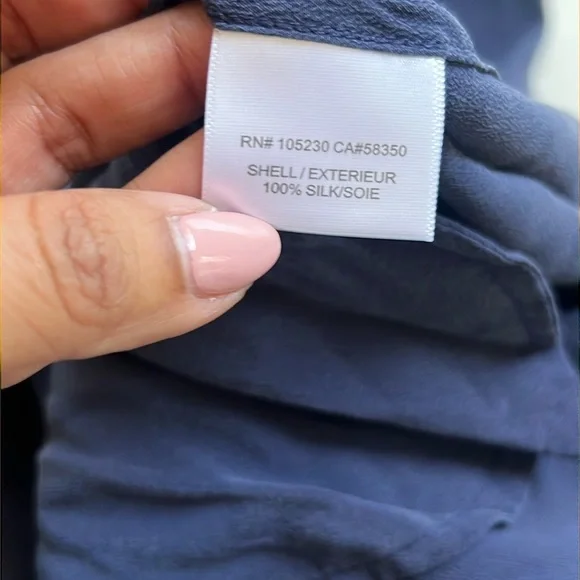 RN# 105230 CA#58350
SHELL / EXTERIEUR
100% SILK/SOIE